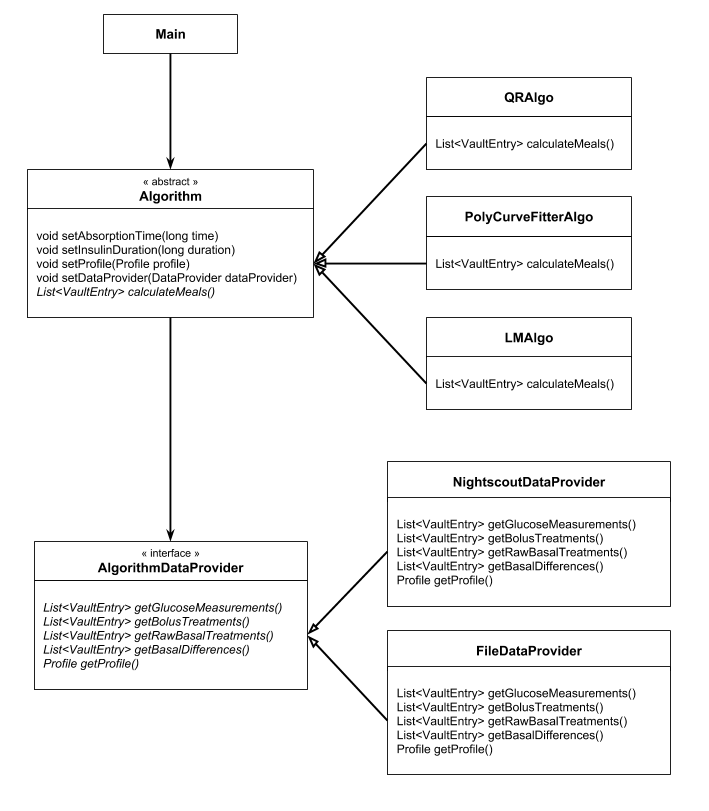 Main
« abstract »
Algorithm
void setAbsorptionTime(long time)
void setInsulinDuration(long duration)
void setProfile(Profile profile)
void setDataProvider(DataProvider dataProvider)
List<VaultEntry> calculateMeals()
QRAlgo
List<VaultEntry> calculateMeals()
PolyCurveFitterAlgo
List<VaultEntry> calculateMeals()
LMAlgo
List<VaultEntry> calculateMeals()
« interface »
AlgorithmDataProvider
List<VaultEntry> getGlucoseMeasurements()
List<VaultEntry> getBolusTreatments()
List<VaultEntry> getRawBasalTreatments()
List<VaultEntry> getBasalDifferences()
Profile getProfile()
NightscoutDataProvider
List<VaultEntry> getGlucoseMeasurements()
List<VaultEntry> getBolusTreatments()
List<VaultEntry> getRawBasalTreatments()
List<VaultEntry> getBasalDifferences()
Profile getProfile()
FileDataProvider
List<VaultEntry> getGlucoseMeasurements()
List<VaultEntry> getBolusTreatments()
List<VaultEntry> getRawBasalTreatments()
List<VaultEntry> getBasalDifferences()
Profile getProfile()